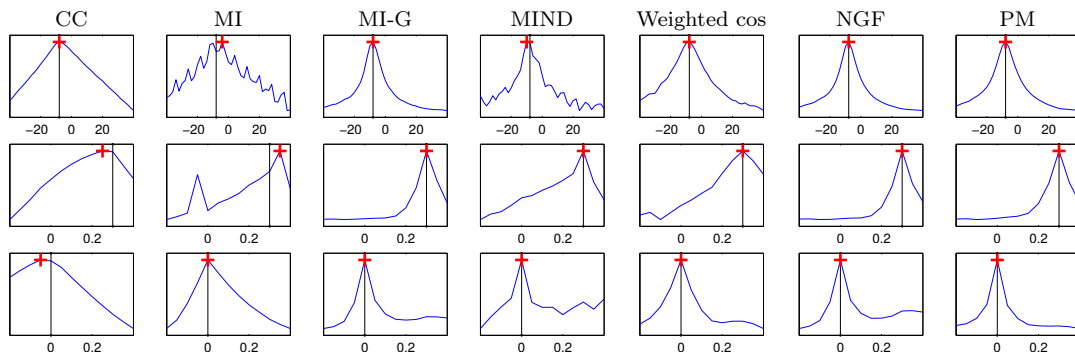 CC MI MI-G MIND Weighted cos NGF PM
−20 0 20 −20 0 20 −20 0 20 −20 0 20 −20 0 20 −20 0 20 −20 0 20
0 0.2 0 0.2 0 0.2 0 0.2 0 0.2 0 0.2 0 0.2
0 0.2 0 0.2 0 0.2 0 0.2 0 0.2 0 0.2 0 0.2